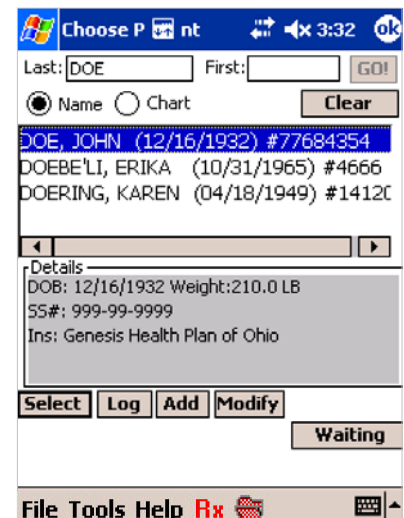 Choose P nt 3:32 ok
Last: DOE First: GO!
Name Chart Clear
DOE, JOHN (12/16/1932) #77684354
DOEBE'LI, ERIKA (10/31/1965) #4666
DOERING, KAREN (04/18/1949) #1412
Details
DOB: 12/16/1932 Weight:210.0 LB
SS#: 999-99-9999
Ins: Genesis Health Plan of Ohio
Select Log Add Modify
Waiting
File Tools Help Rx